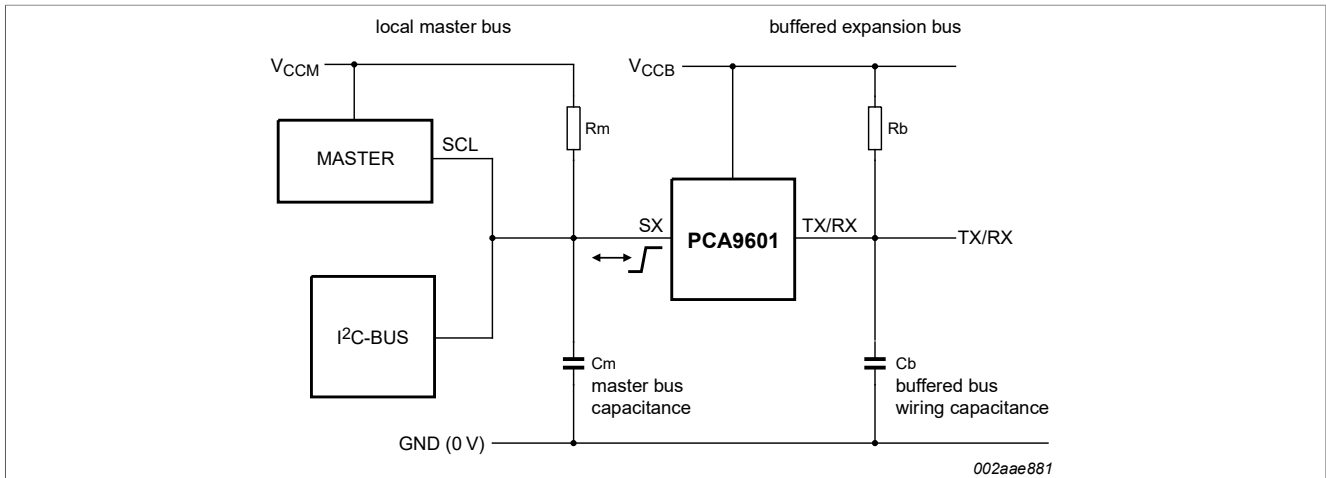 local master bus
buffered expansion bus
VCCM
VCCB
Rm
Rb
MASTER
SCL
SX
PCA9601
TX/RX
TX/RX
I2C-BUS
Cm
master bus
capacitance
Cb
buffered bus
wiring capacitance
GND (0 V)
002aae881